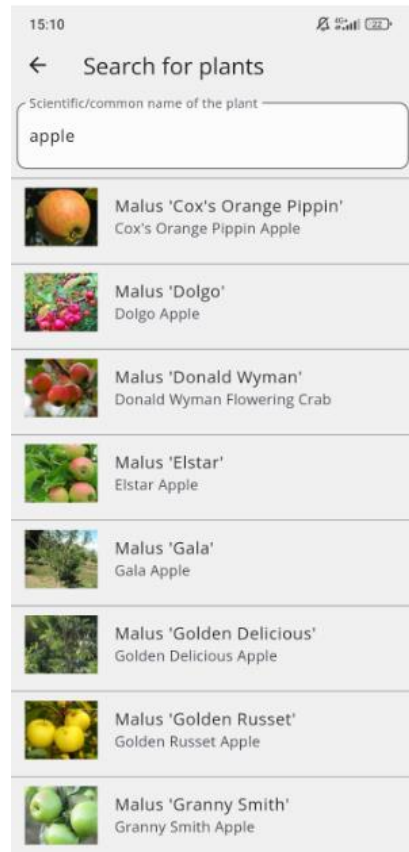 15:10
4G+
22
Search for plants
Scientific/common name of the plant
apple
Malus 'Cox's Orange Pippin'
Cox's Orange Pippin Apple
Malus 'Dolgo'
Dolgo Apple
Malus 'Donald Wyman'
Donald Wyman Flowering Crab
Malus 'Elstar'
Elstar Apple
Malus 'Gala'
Gala Apple
Malus 'Golden Delicious'
Golden Delicious Apple
Malus 'Golden Russet'
Golden Russet Apple
Malus 'Granny Smith'
Granny Smith Apple